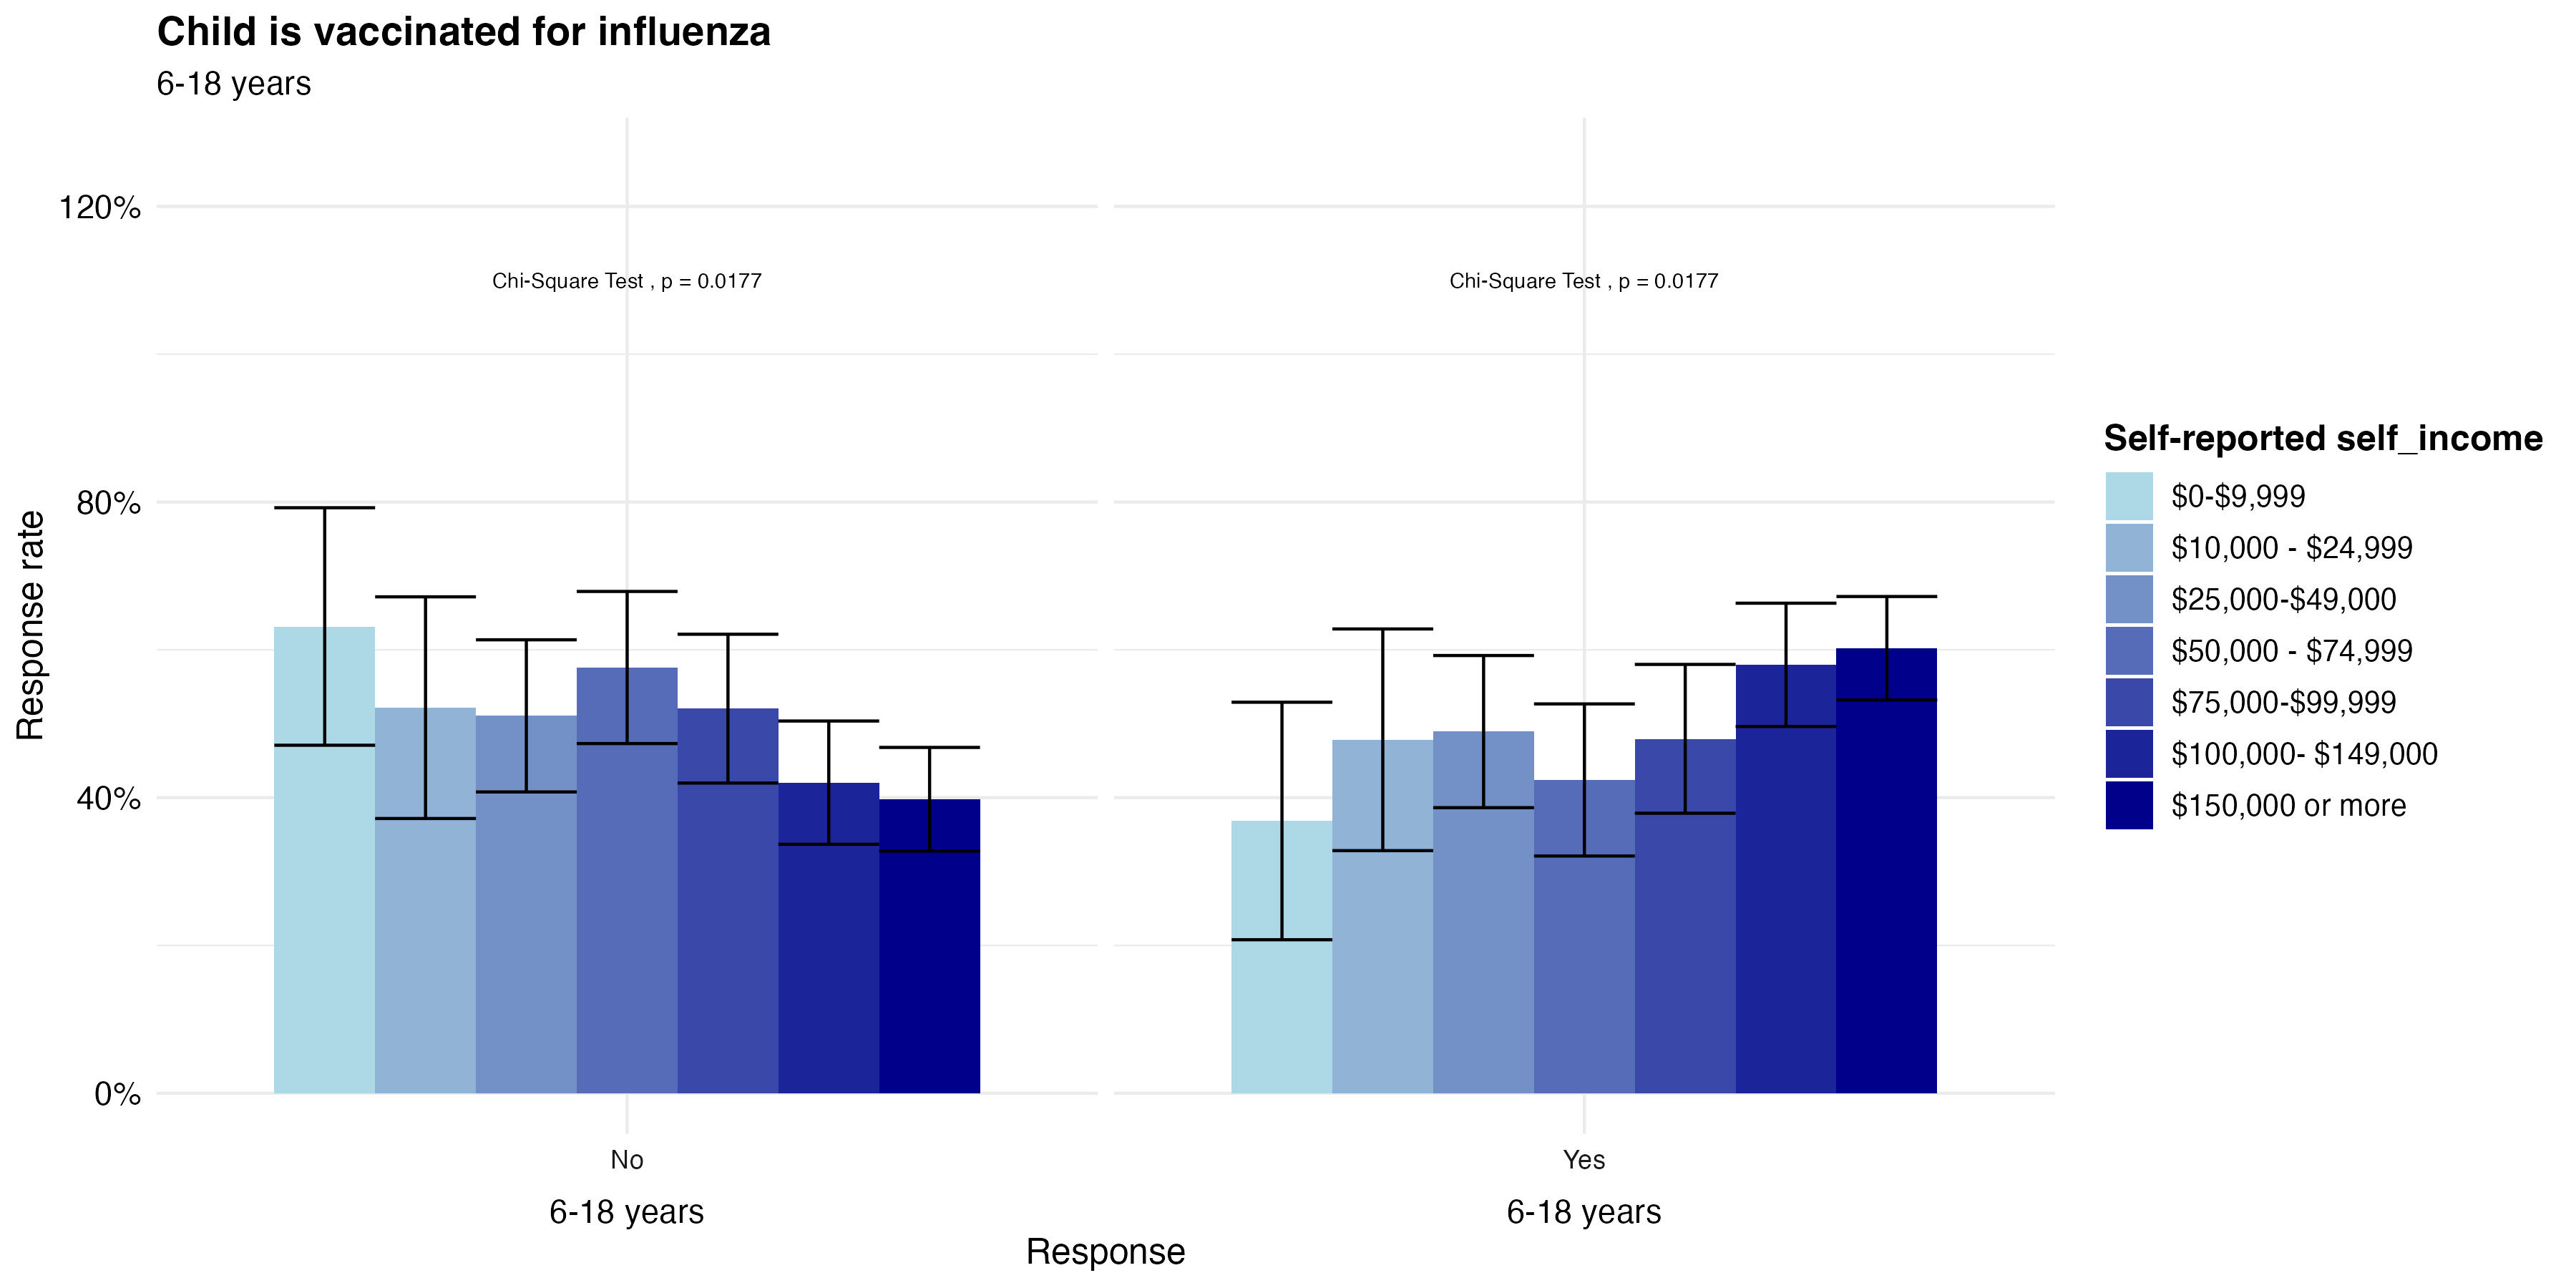 Child is vaccinated for influenza
6-18 years
120%
80%
40%
0%
Response rate
Chi-Square Test , p = 0.0177
Chi-Square Test , p = 0.0177
No
Yes
6-18 years
6-18 years
Response
Self-reported self_income
$0-$9,999
$10,000 - $24,999
$25,000-$49,000
$50,000 - $74,999
$75,000-$99,999
$100,000- $149,000
$150,000 or more